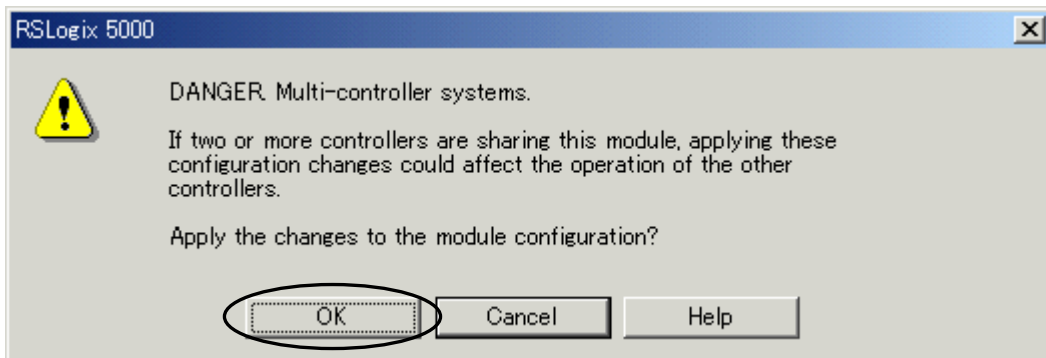 RSLogix 5000
DANGER. Multi-controller systems.
If two or more controllers are sharing this module, applying these
configuration changes could affect the operation of the other
controllers.
Apply the changes to the module configuration?
OK
Cancel
Help